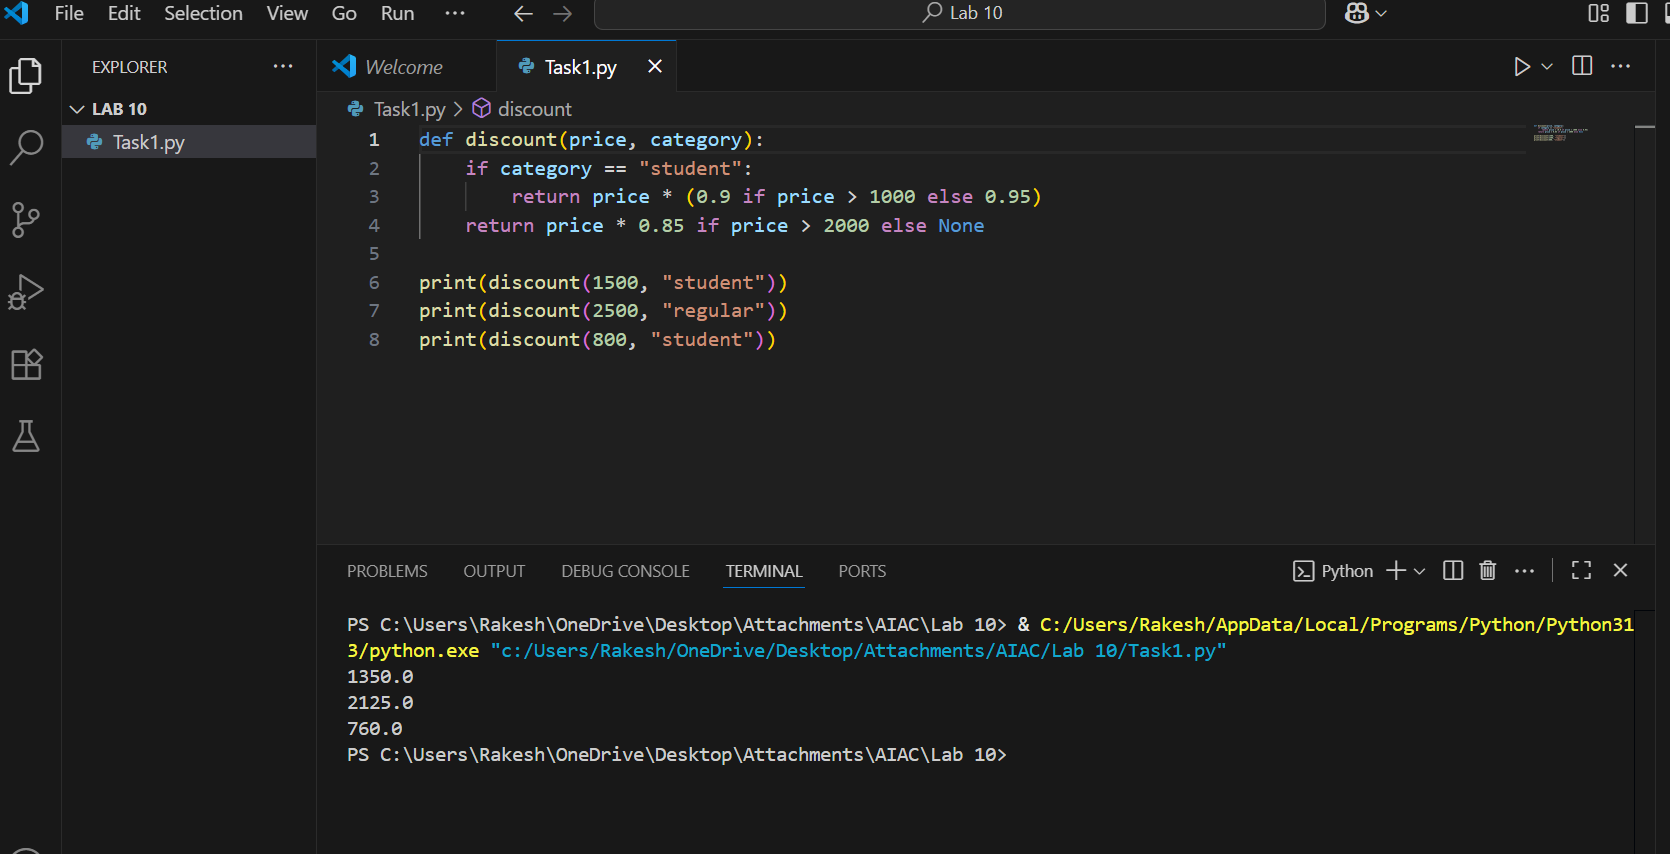 File Edit Selection View Go Run ··· Lab 10
EXPLORER ···
LAB 10
Task1.py
Welcome Task1.py
Task1.py > discount
1 def discount(price, category):
2 if category == "student":
3 return price * (0.9 if price > 1000 else 0.95)
4 return price * 0.85 if price > 2000 else None
5
6 print(discount(1500, "student"))
7 print(discount(2500, "regular"))
8 print(discount(800, "student"))
PROBLEMS OUTPUT DEBUG CONSOLE TERMINAL PORTS Python
PS C:\Users\Rakesh\OneDrive\Desktop\Attachments\AIAC\Lab 10> & C:/Users/Rakesh/AppData/Local/Programs/Python/Python31
3/python.exe "c:/Users/Rakesh/OneDrive/Desktop/Attachments/AIAC/Lab 10/Task1.py"
1350.0
2125.0
760.0
PS C:\Users\Rakesh\OneDrive\Desktop\Attachments\AIAC\Lab 10>